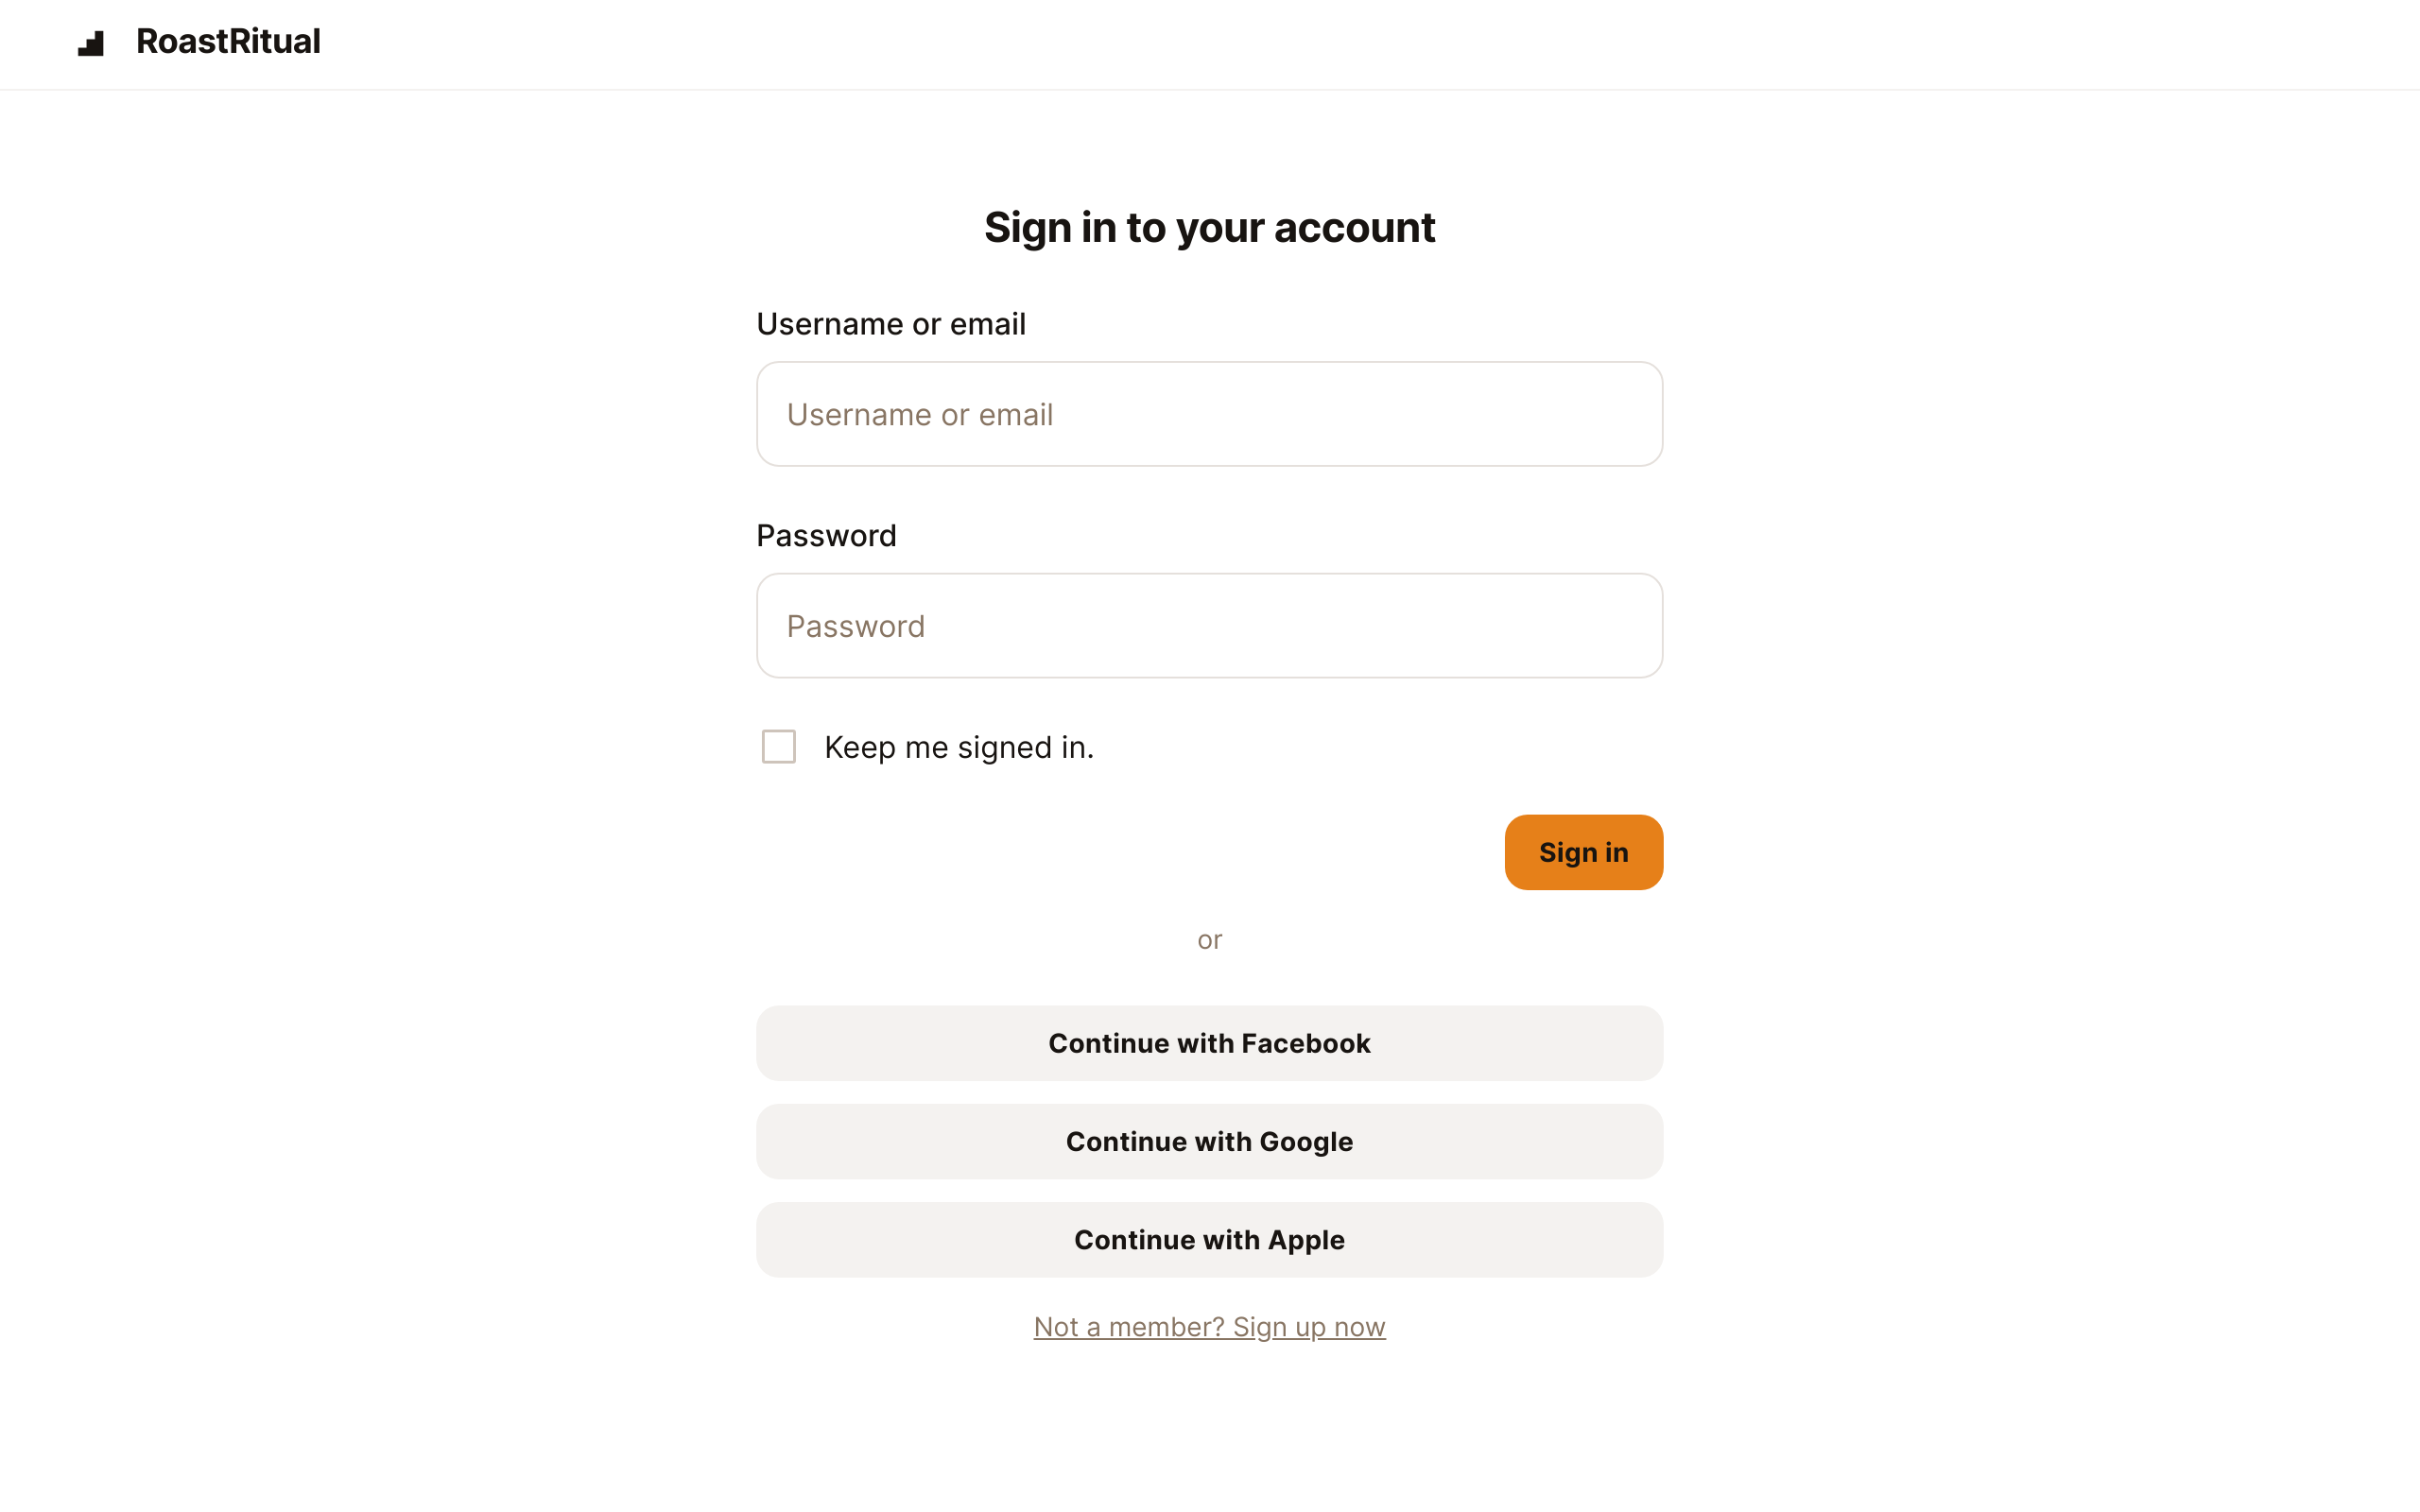 RoastRitual
Sign in to your account
Username or email
Username or email
Password
Password
Keep me signed in.
Sign in
or
Continue with Facebook
Continue with Google
Continue with Apple
Not a member? Sign up now